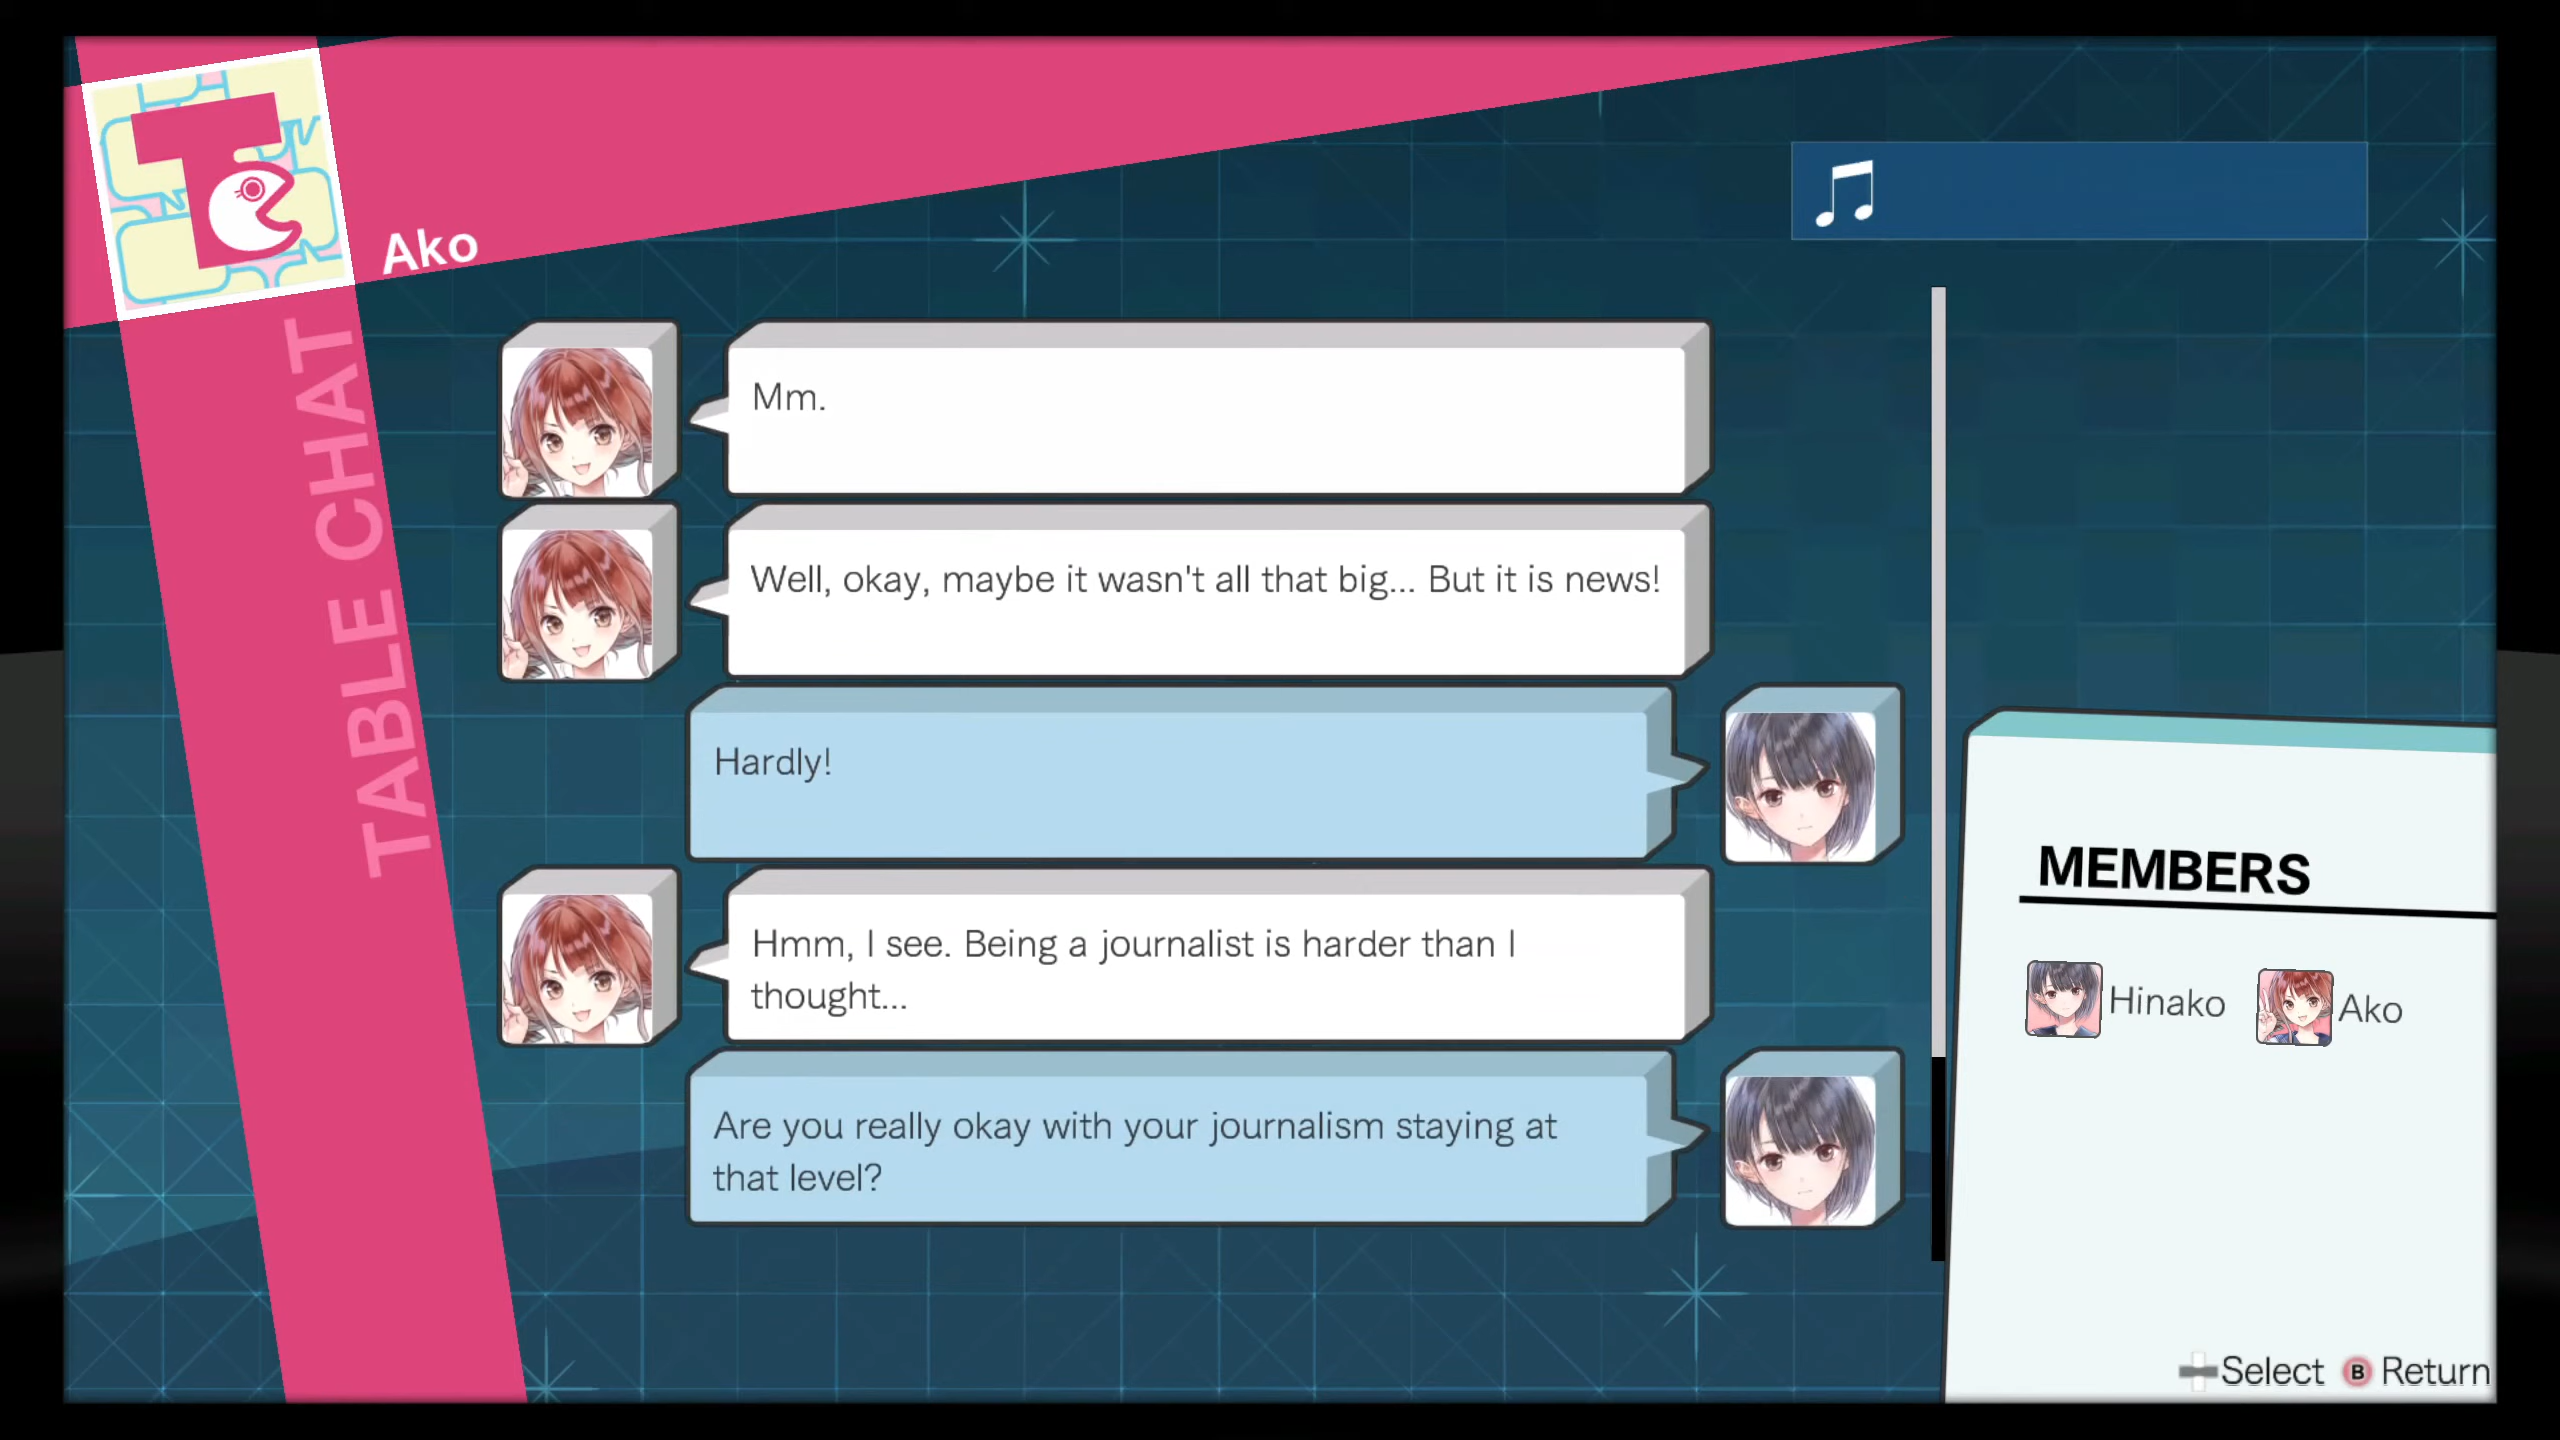 T
Ako
TABLE CHAT
Mm.
Well, okay, maybe it wasn't all that big... But it is news!
Hardly!
Hmm, I see. Being a journalist is harder than I
thought...
Are you really okay with your journalism staying at
that level?
MEMBERS
Hinako
Ako
Select B Return